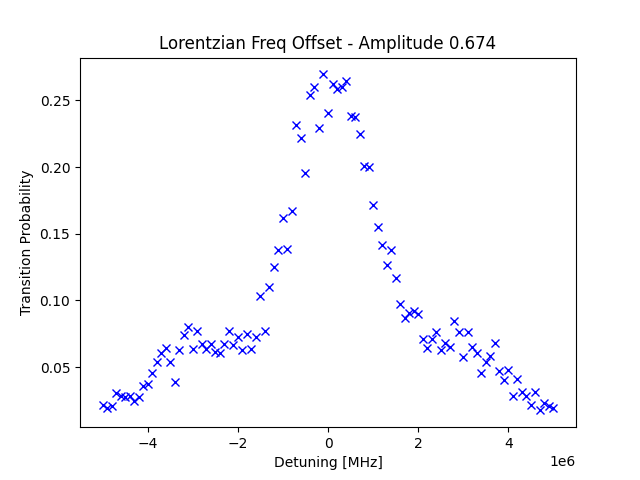 Lorentzian Freq Offset - Amplitude 0.674
Transition Probability
0.25
0.20
0.15
0.10
0.05
−4
−2
0
2
4
1e6
Detuning [MHz]